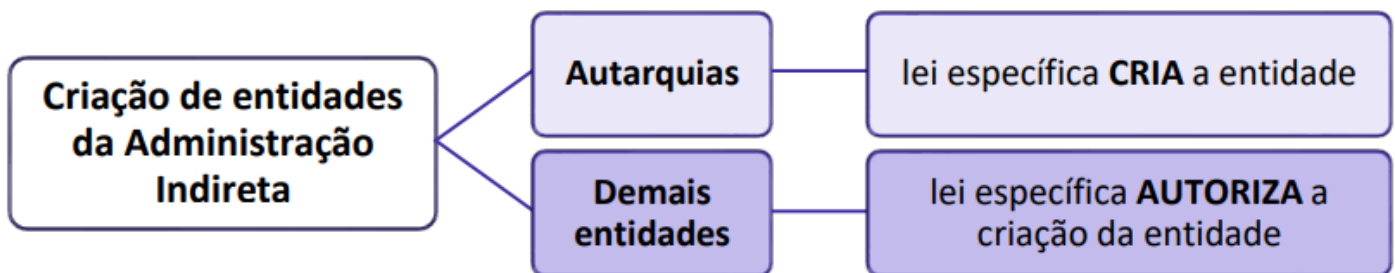 Criação de entidades
da Administração
Indireta
Autarquias
lei específica CRIA a entidade
Demais
entidades
lei específica AUTORIZA a
criação da entidade